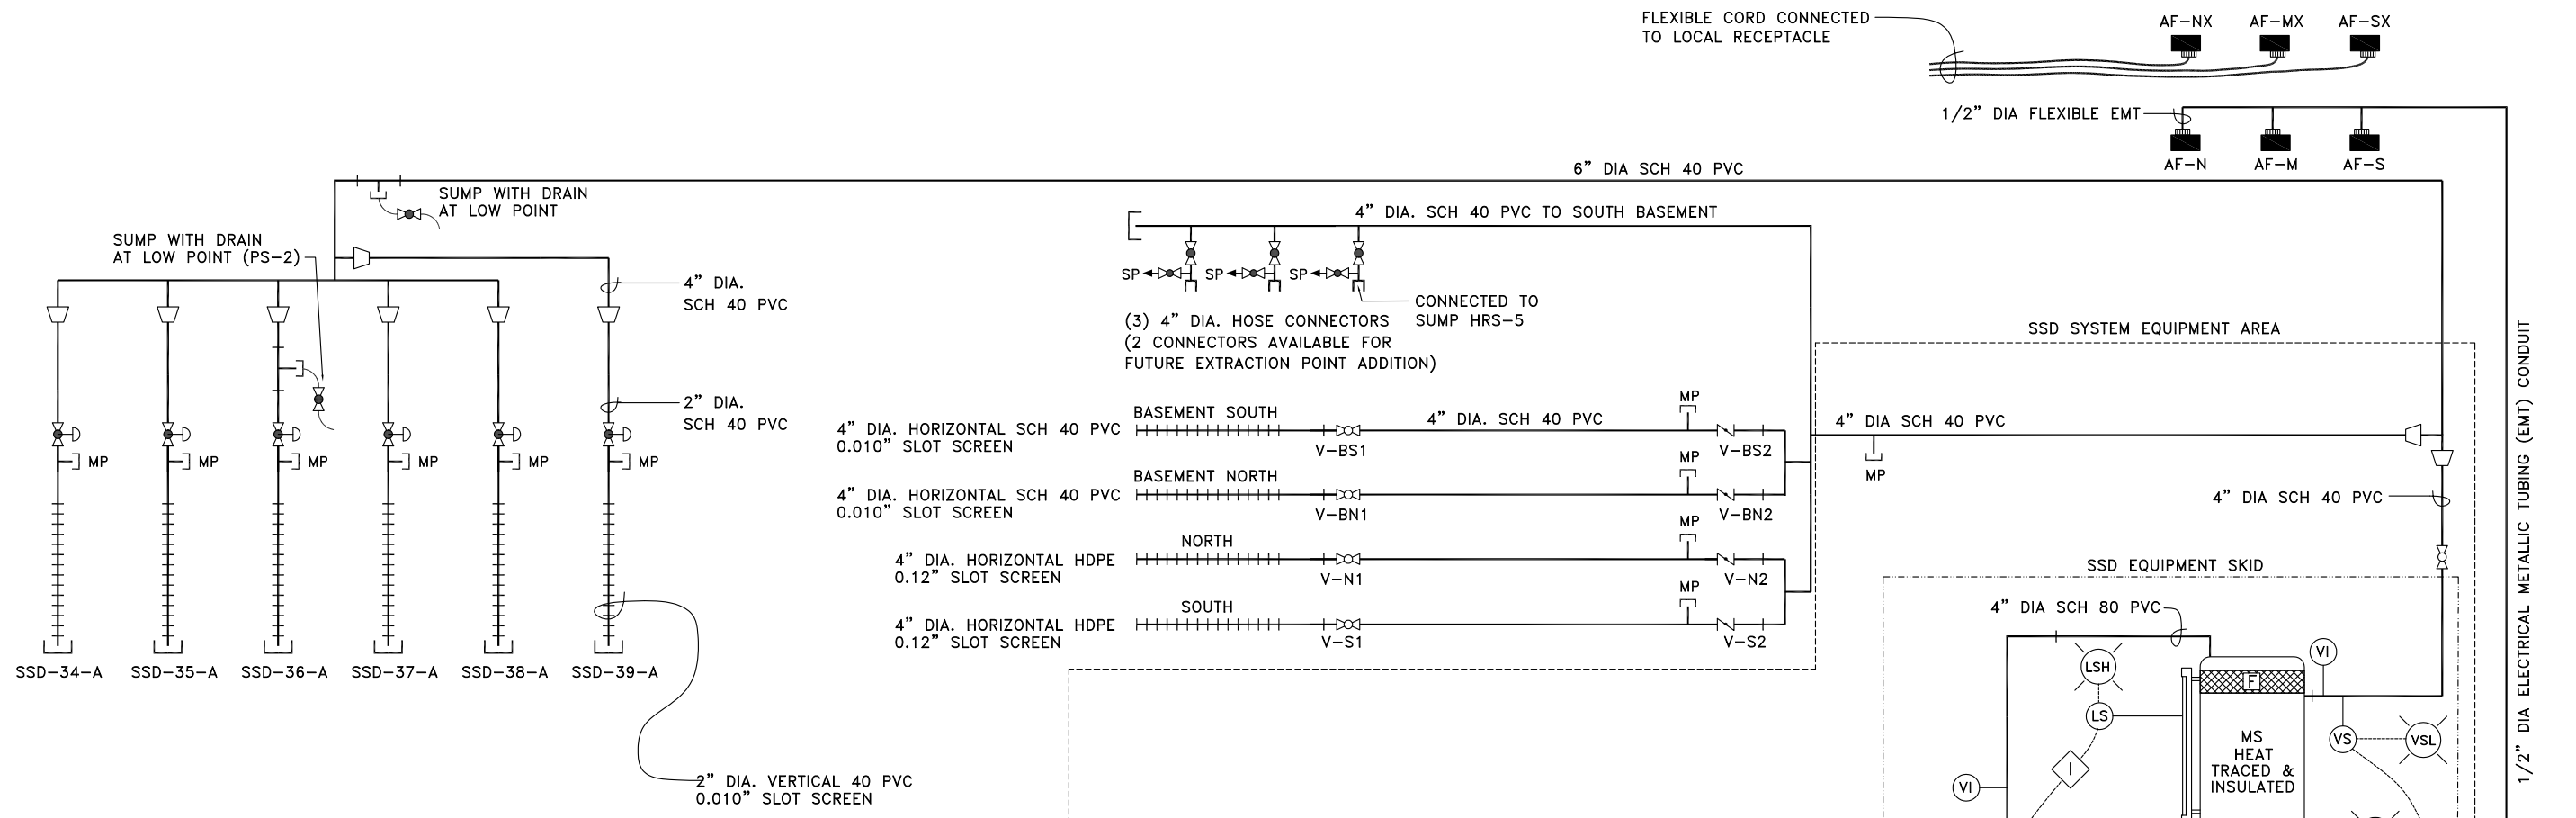 FLEXIBLE CORD CONNECTED
TO LOCAL RECEPTACLE
AF-NX
AF-MX
AF-SX
1/2” DIA FLEXIBLE EMT
AF-N
AF-M
AF-S
6” DIA SCH 40 PVC
SUMP WITH DRAIN
AT LOW POINT
4” DIA. SCH 40 PVC TO SOUTH BASEMENT
SUMP WITH DRAIN
AT LOW POINT (PS-2)
SP
SP
SP
4” DIA.
SCH 40 PVC
CONNECTED TO
SUMP HRS-5
(3) 4” DIA. HOSE CONNECTORS
(2 CONNECTORS AVAILABLE FOR
FUTURE EXTRACTION POINT ADDITION)
SSD SYSTEM EQUIPMENT AREA
2” DIA.
SCH 40 PVC
MP
MP
MP
MP
MP
MP
BASEMENT SOUTH
4” DIA. HORIZONTAL SCH 40 PVC
0.010” SLOT SCREEN
V-BS1
4” DIA. SCH 40 PVC
MP
V-BS2
4” DIA SCH 40 PVC
MP
BASEMENT NORTH
4” DIA. HORIZONTAL SCH 40 PVC
0.010” SLOT SCREEN
V-BN1
MP
V-BN2
4” DIA SCH 40 PVC
NORTH
4” DIA. HORIZONTAL HDPE
0.12” SLOT SCREEN
V-N1
MP
V-N2
SOUTH
4” DIA. HORIZONTAL HDPE
0.12” SLOT SCREEN
V-S1
MP
V-S2
SSD EQUIPMENT SKID
4” DIA SCH 80 PVC
SSD-34-A
SSD-35-A
SSD-36-A
SSD-37-A
SSD-38-A
SSD-39-A
2” DIA. VERTICAL 40 PVC
0.010” SLOT SCREEN
LSH
LS
I
VI
F
VI
MS
HEAT
TRACED &
INSULATED
VS
VSL
1/2” DIA ELECTRICAL METALLIC TUBING (EMT) CONDUIT